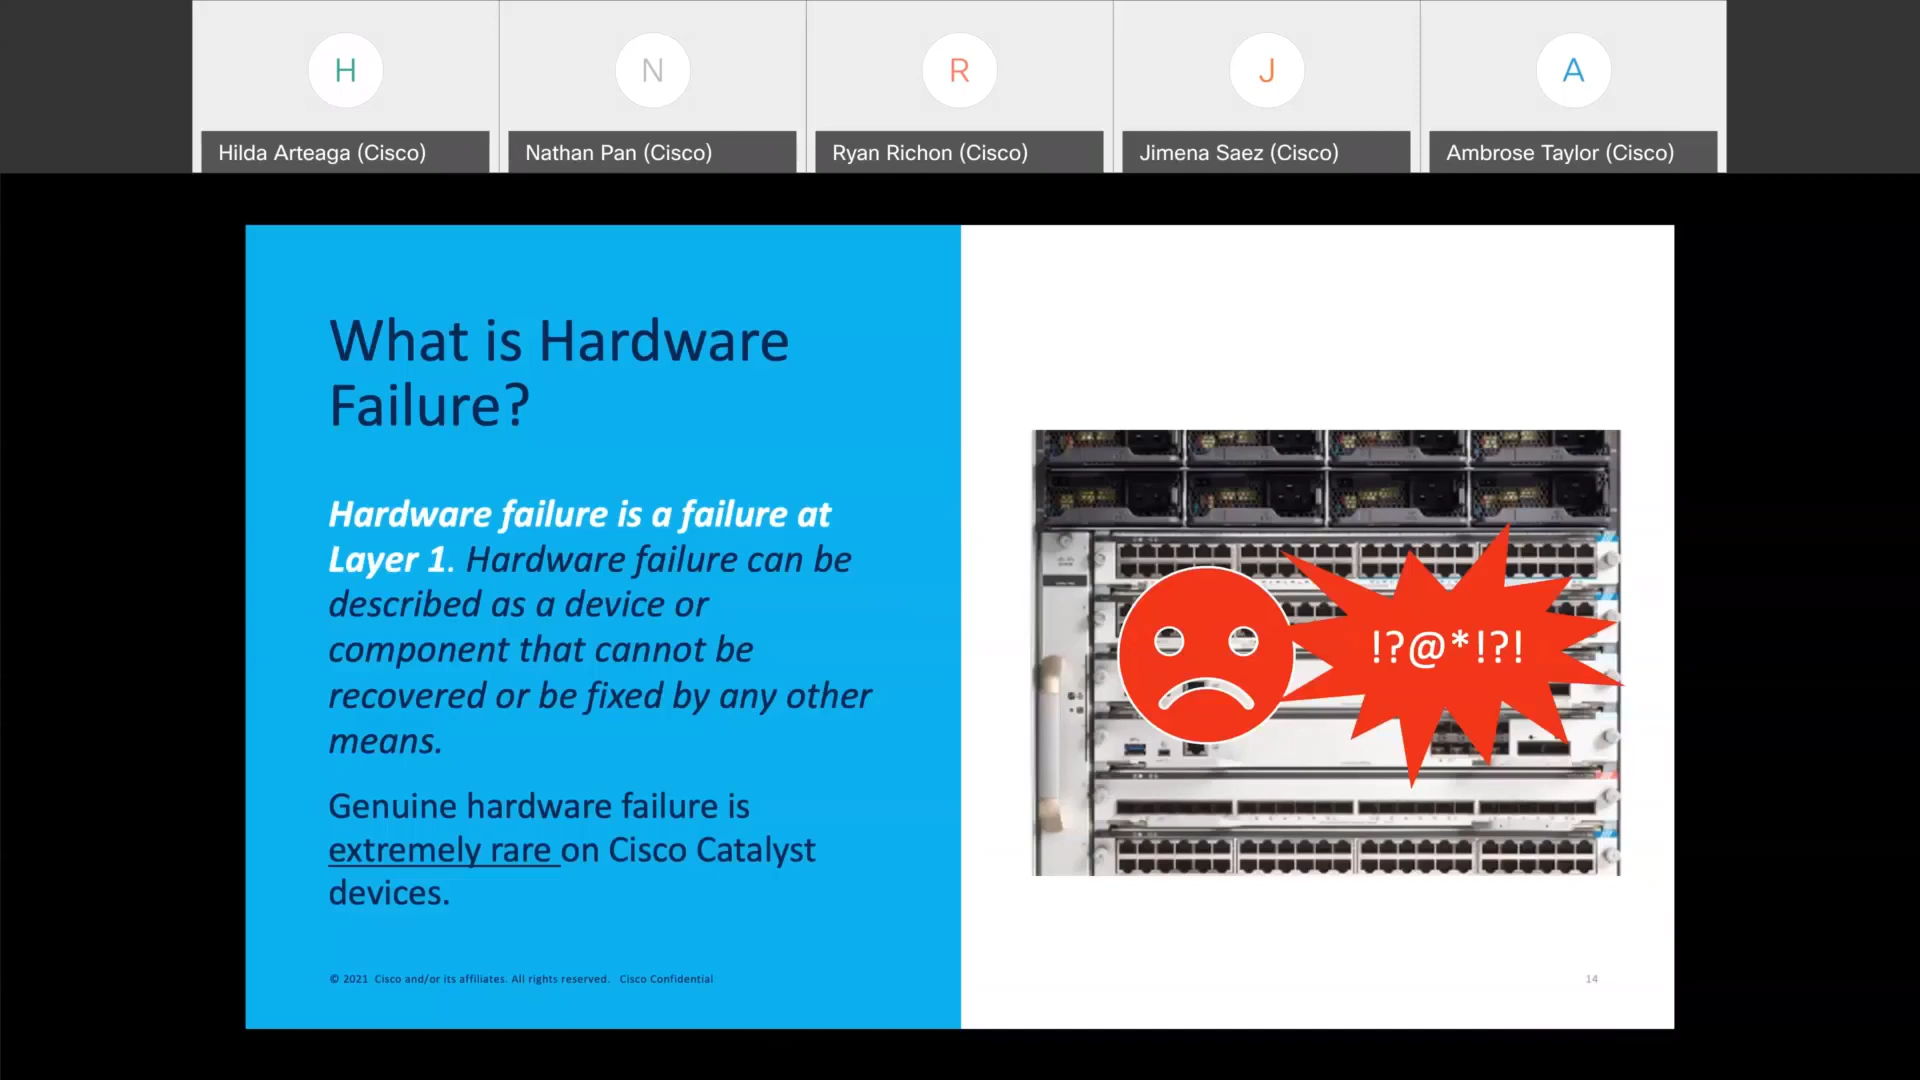 H
N
R
J
A
Hilda Arteaga (Cisco)
Nathan Pan (Cisco)
Ryan Richon (Cisco)
Jimena Saez (Cisco)
Ambrose Taylor (Cisco)
What is Hardware
Failure?
Hardware failure is a failure at
Layer 1. Hardware failure can be
described as a device or
component that cannot be
recovered or be fixed by any other
means.
Genuine hardware failure is
extremely rare on Cisco Catalyst
devices.
!?@*!?!
© 2021 Cisco and/or its affiliates. All rights reserved. Cisco Confidential
14